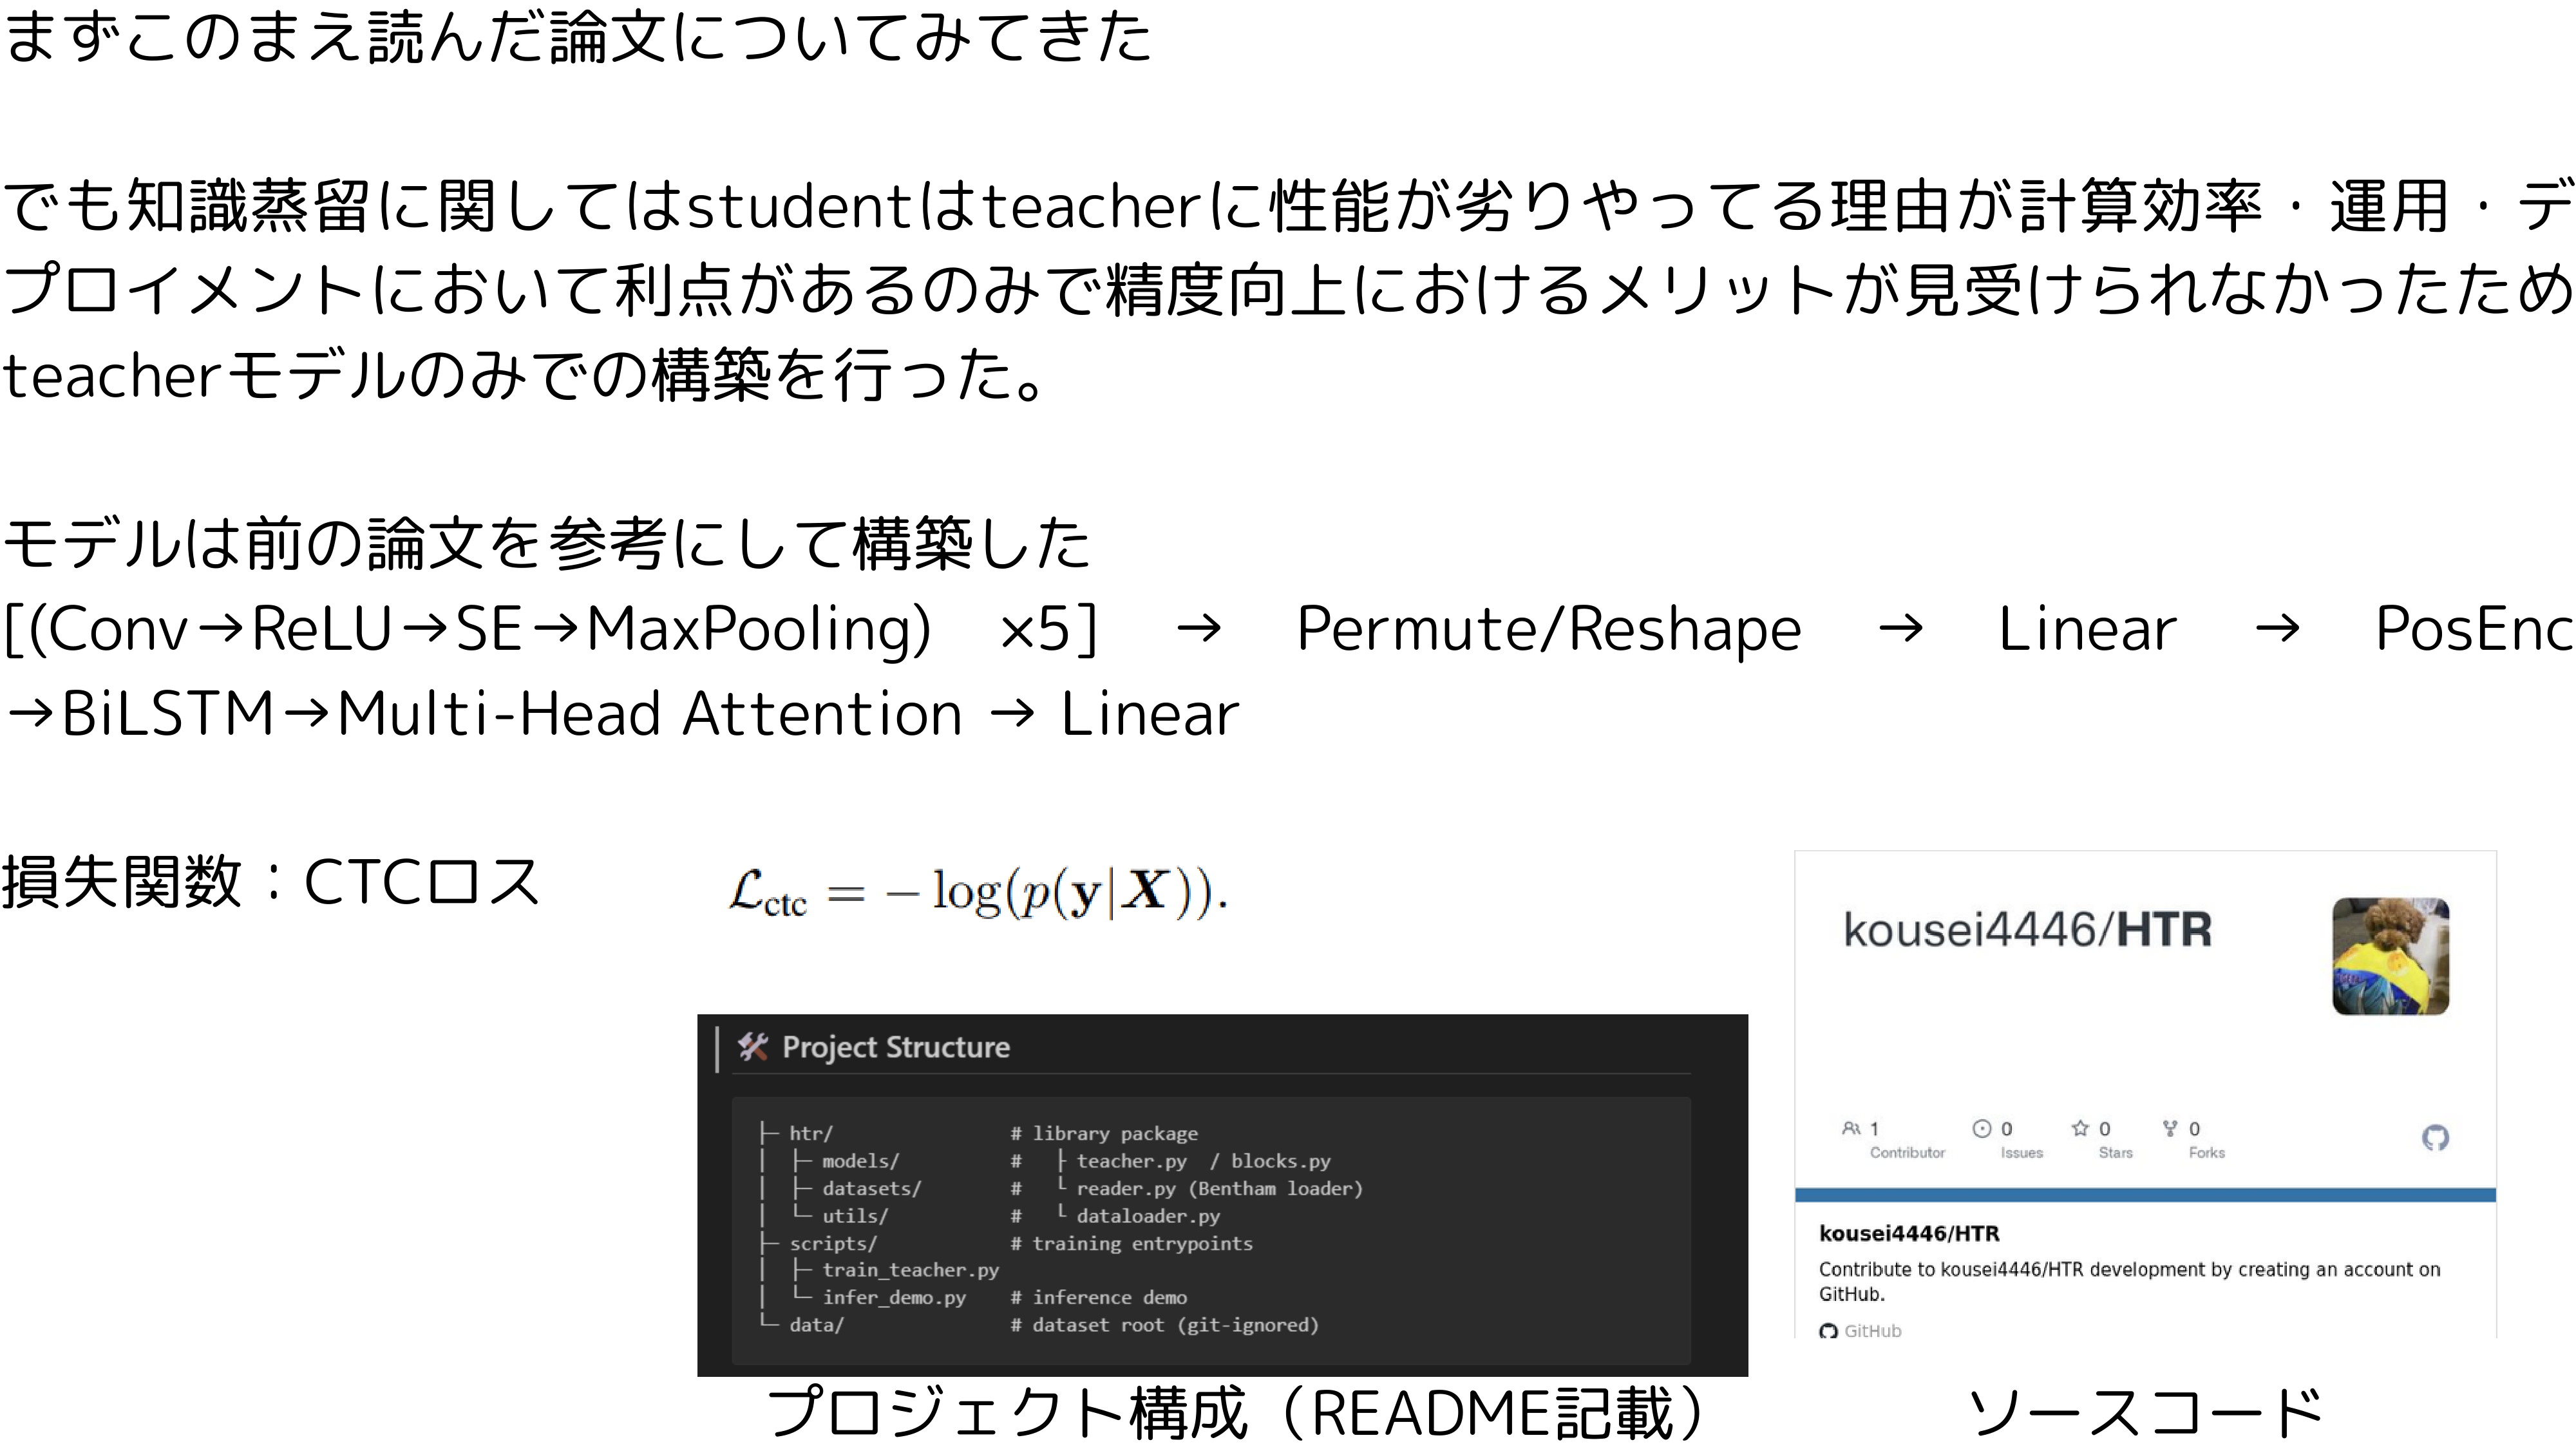 まずこのまえ読んだ論文についてみてきた
でも知識蒸留に関してはstudentはteacherに性能が劣りやってる理由が計算効率・運用・デ
プロイメントにおいて利点があるのみで精度向上におけるメリットが見受けられなかったため
teacherモデルのみでの構築を行った。
モデルは前の論文を参考にして構築した
[(Conv→ReLU→SE→MaxPooling) ×5] → Permute/Reshape → Linear → PosEnc
→BiLSTM→Multi-Head Attention → Linear
損失関数：CTCロス
𝓛ctc = − log(p(y|X)).
🛠 Project Structure
├─ htr/ # library package
│ ├─ models/ # ├ teacher.py / blocks.py
│ ├─ datasets/ # └ reader.py (Bentham loader)
│ └─ utils/ # └ dataloader.py
├─ scripts/ # training entrypoints
│ ├─ train_teacher.py
│ └─ infer_demo.py # inference demo
└─ data/ # dataset root (git-ignored)
プロジェクト構成（README記載）
kousei4446/HTR
1 0 0 0
Contributor Issues Stars Forks
kousei4446/HTR
Contribute to kousei4446/HTR development by creating an account on
GitHub.
GitHub
ソースコード